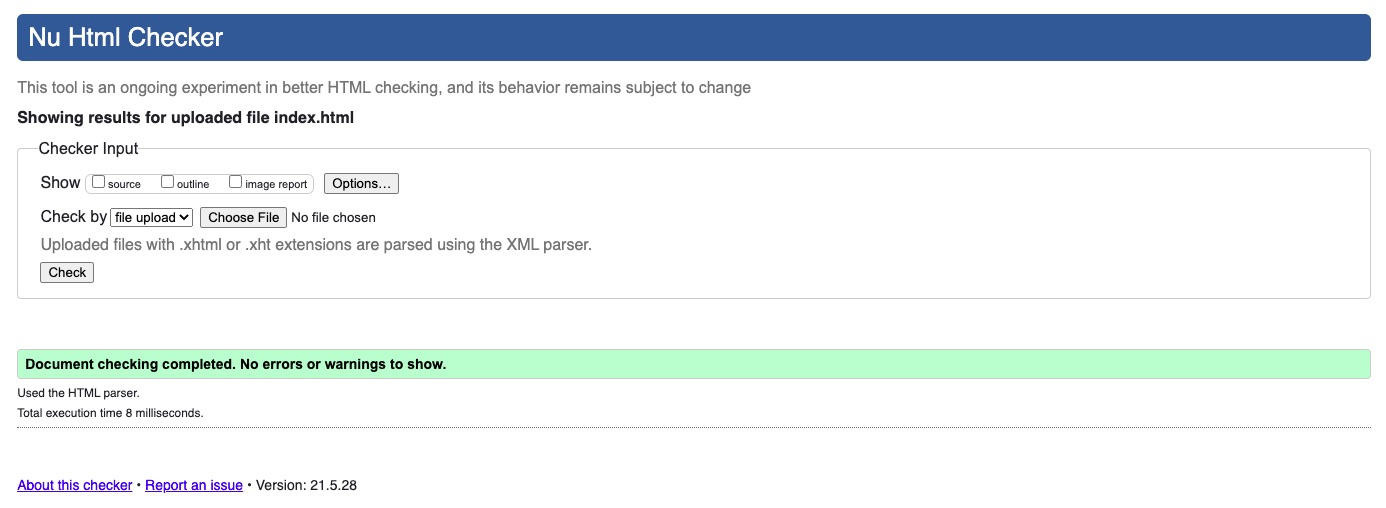 Nu Html Checker
This tool is an ongoing experiment in better HTML checking, and its behavior remains subject to change
Showing results for uploaded file index.html
Checker Input
Show source outline image report Options…
Check by file upload Choose File No file chosen
Uploaded files with .xhtml or .xht extensions are parsed using the XML parser.
Check
Document checking completed. No errors or warnings to show.
Used the HTML parser.
Total execution time 8 milliseconds.
About this checker • Report an issue • Version: 21.5.28